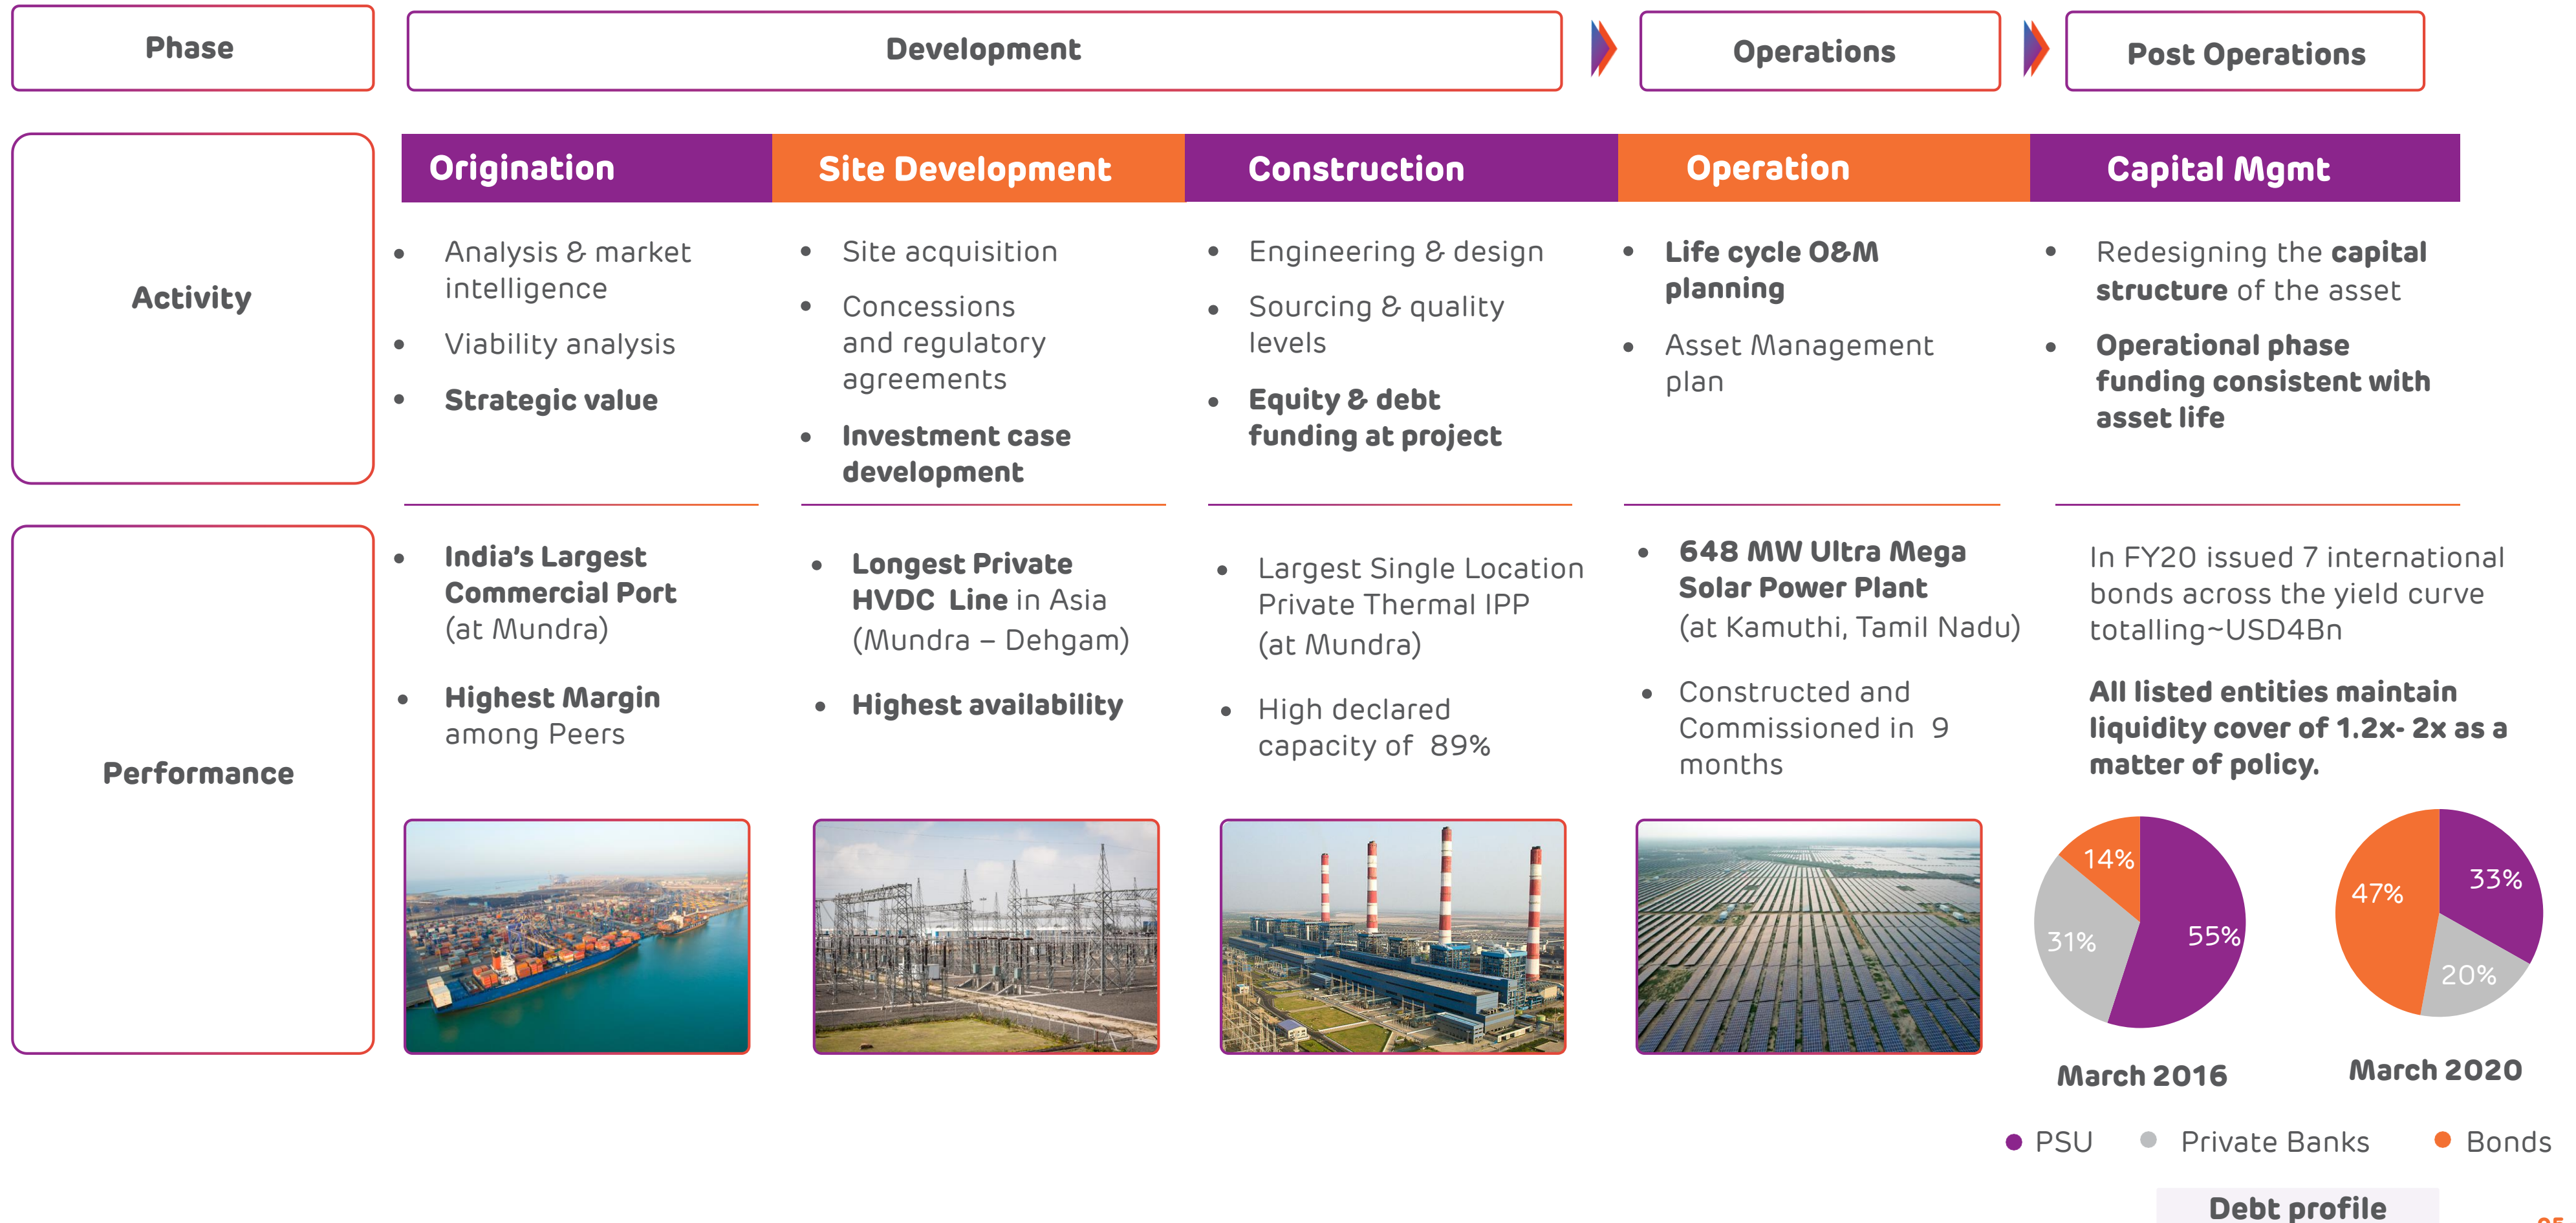 Phase
Development
Operations
Post Operations
Activity
Origination
Site Development
Construction
Operation
Capital Mgmt
• Analysis & market
intelligence
• Viability analysis
• Strategic value
• Site acquisition
• Concessions
and regulatory
agreements
• Investment case
development
• Engineering & design
• Sourcing & quality
levels
• Equity & debt
funding at project
• Life cycle O&M
planning
• Asset Management
plan
• Redesigning the capital
structure of the asset
• Operational phase
funding consistent with
asset life
Performance
• India's Largest
Commercial Port
(at Mundra)
• Highest Margin
among Peers
• Longest Private
HVDC Line in Asia
(Mundra – Dehgam)
• Highest availability
• Largest Single Location
Private Thermal IPP
(at Mundra)
• High declared
capacity of 89%
• 648 MW Ultra Mega
Solar Power Plant
(at Kamuthi, Tamil Nadu)
• Constructed and
Commissioned in 9
months
In FY20 issued 7 international
bonds across the yield curve
totalling~USD4Bn
All listed entities maintain
liquidity cover of 1.2x- 2x as a
matter of policy.
14%
31%
55%
March 2016
47%
33%
20%
March 2020
PSU
Private Banks
Bonds
Debt profile